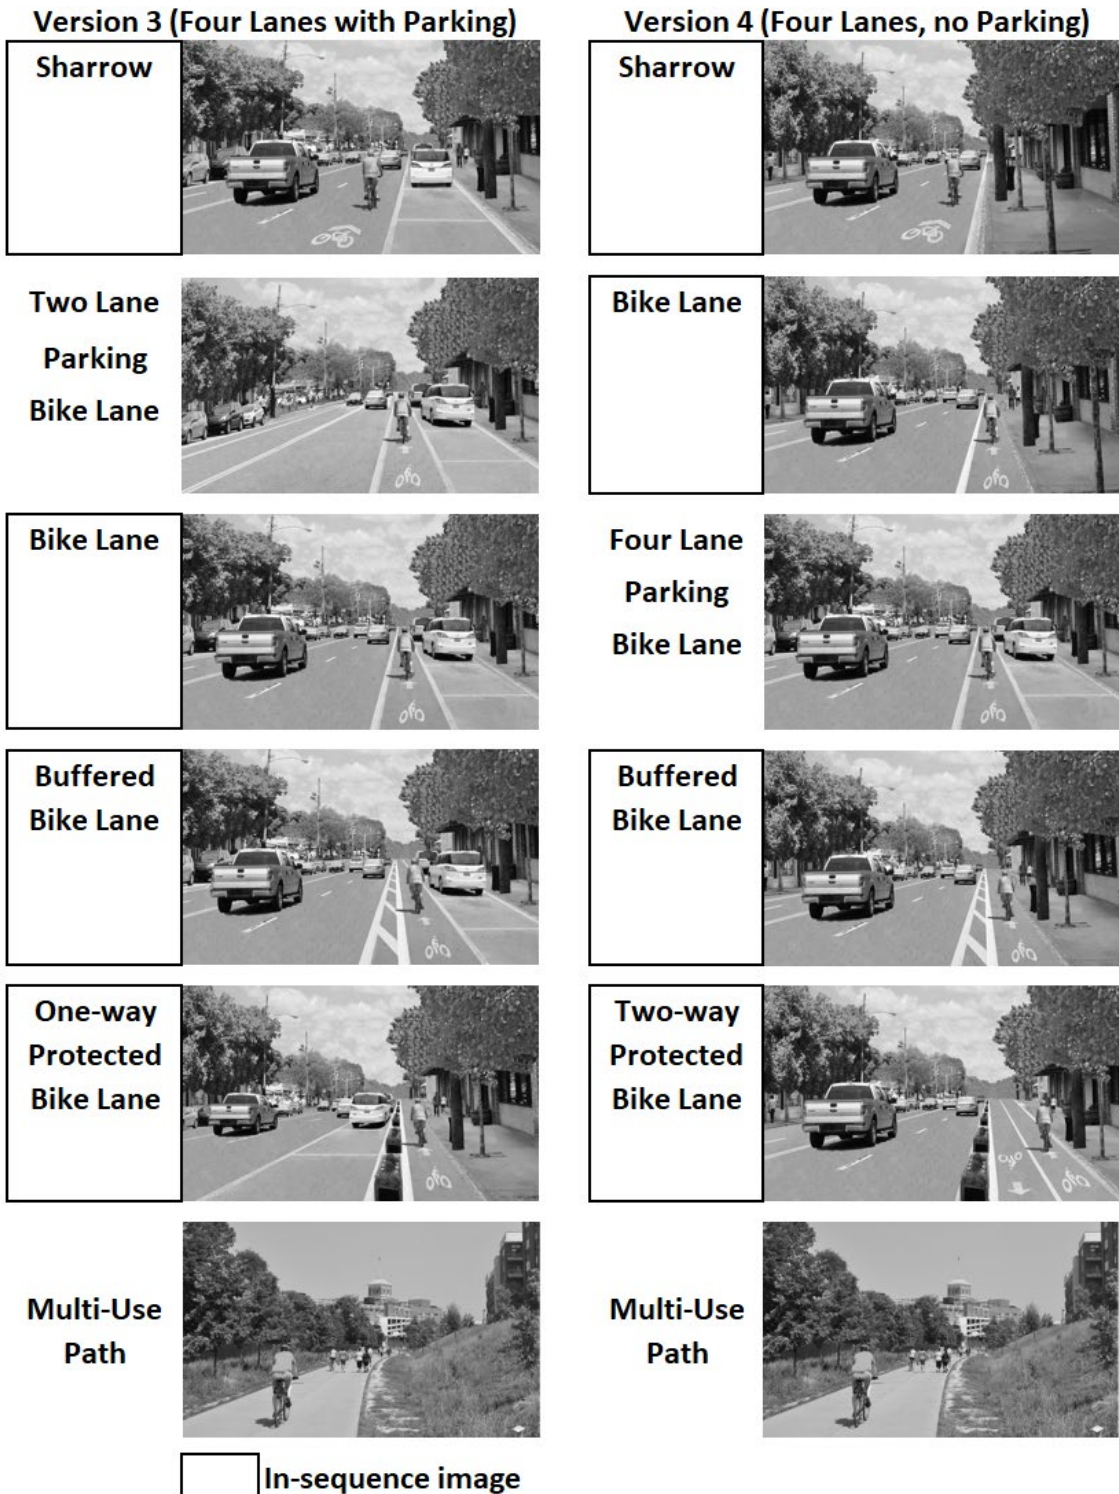 Version 3 (Four Lanes with Parking)
Sharrow
Two Lane
Parking
Bike Lane
Bike Lane
Buffered
Bike Lane
One-way
Protected
Bike Lane
Multi-Use
Path
In-sequence image
Version 4 (Four Lanes, no Parking)
Sharrow
Bike Lane
Four Lane
Parking
Bike Lane
Buffered
Bike Lane
Two-way
Protected
Bike Lane
Multi-Use
Path